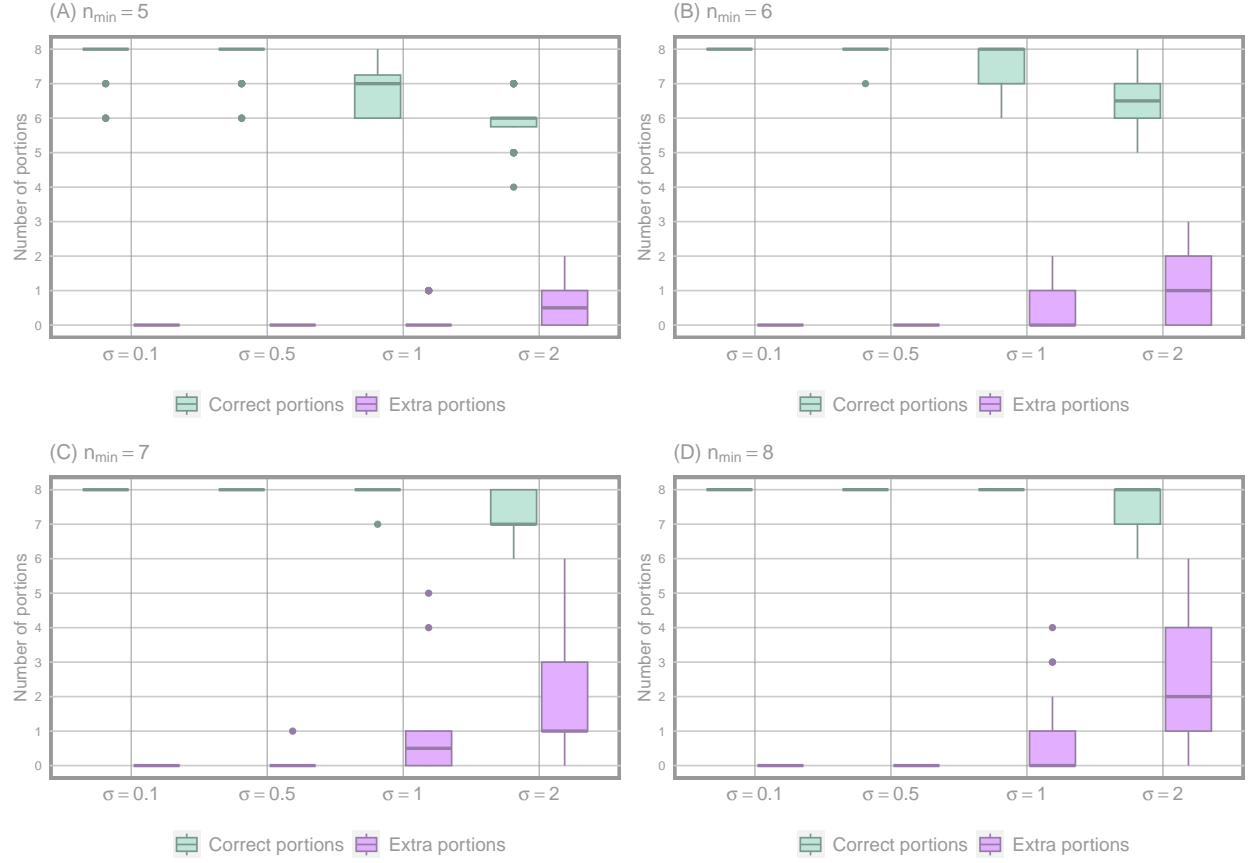 (A) nmin = 5
Number of portions
8
7
6
5
4
3
2
1
0
σ = 0.1 σ = 0.5 σ = 1 σ = 2
Correct portions Extra portions
(B) nmin = 6
Number of portions
8
7
6
5
4
3
2
1
0
σ = 0.1 σ = 0.5 σ = 1 σ = 2
Correct portions Extra portions
(C) nmin = 7
Number of portions
8
7
6
5
4
3
2
1
0
σ = 0.1 σ = 0.5 σ = 1 σ = 2
Correct portions Extra portions
(D) nmin = 8
Number of portions
8
7
6
5
4
3
2
1
0
σ = 0.1 σ = 0.5 σ = 1 σ = 2
Correct portions Extra portions